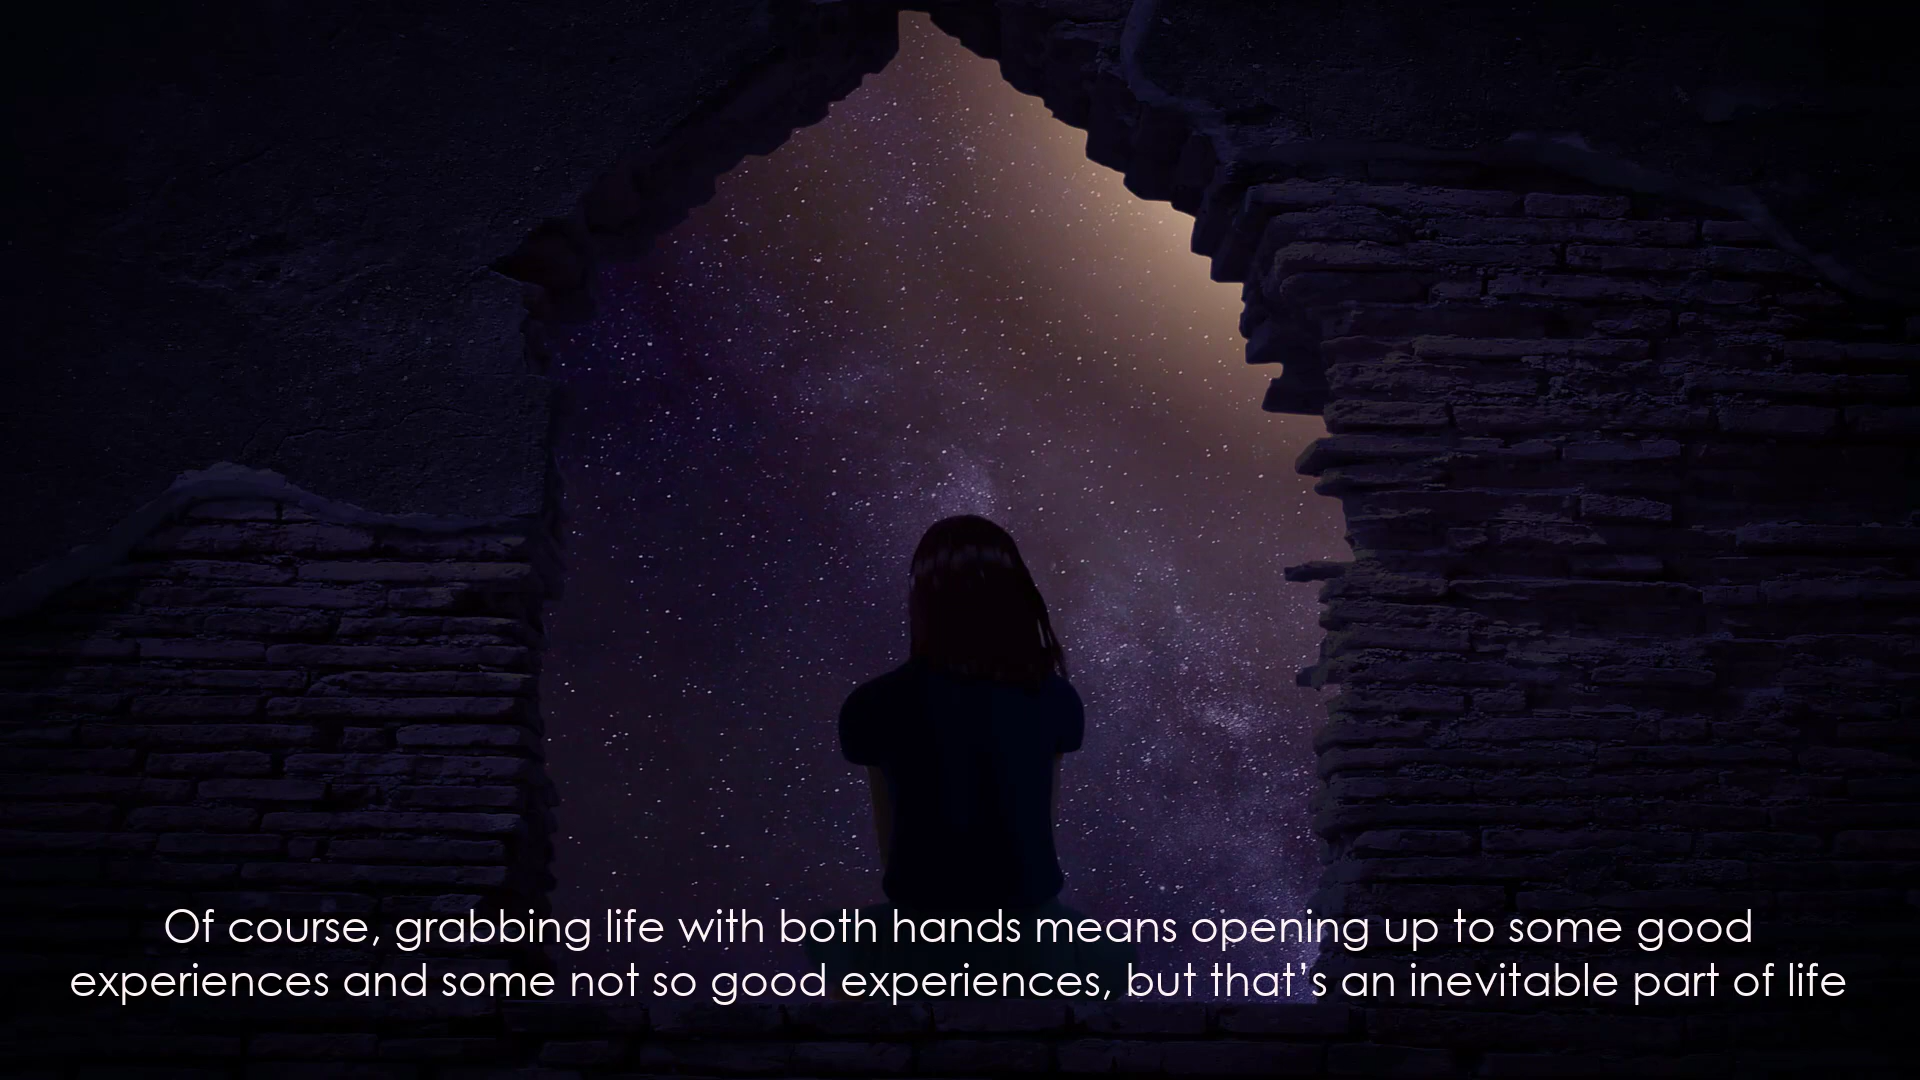 Of course, grabbing life with both hands means opening up to some good
experiences and some not so good experiences, but that’s an inevitable part of life